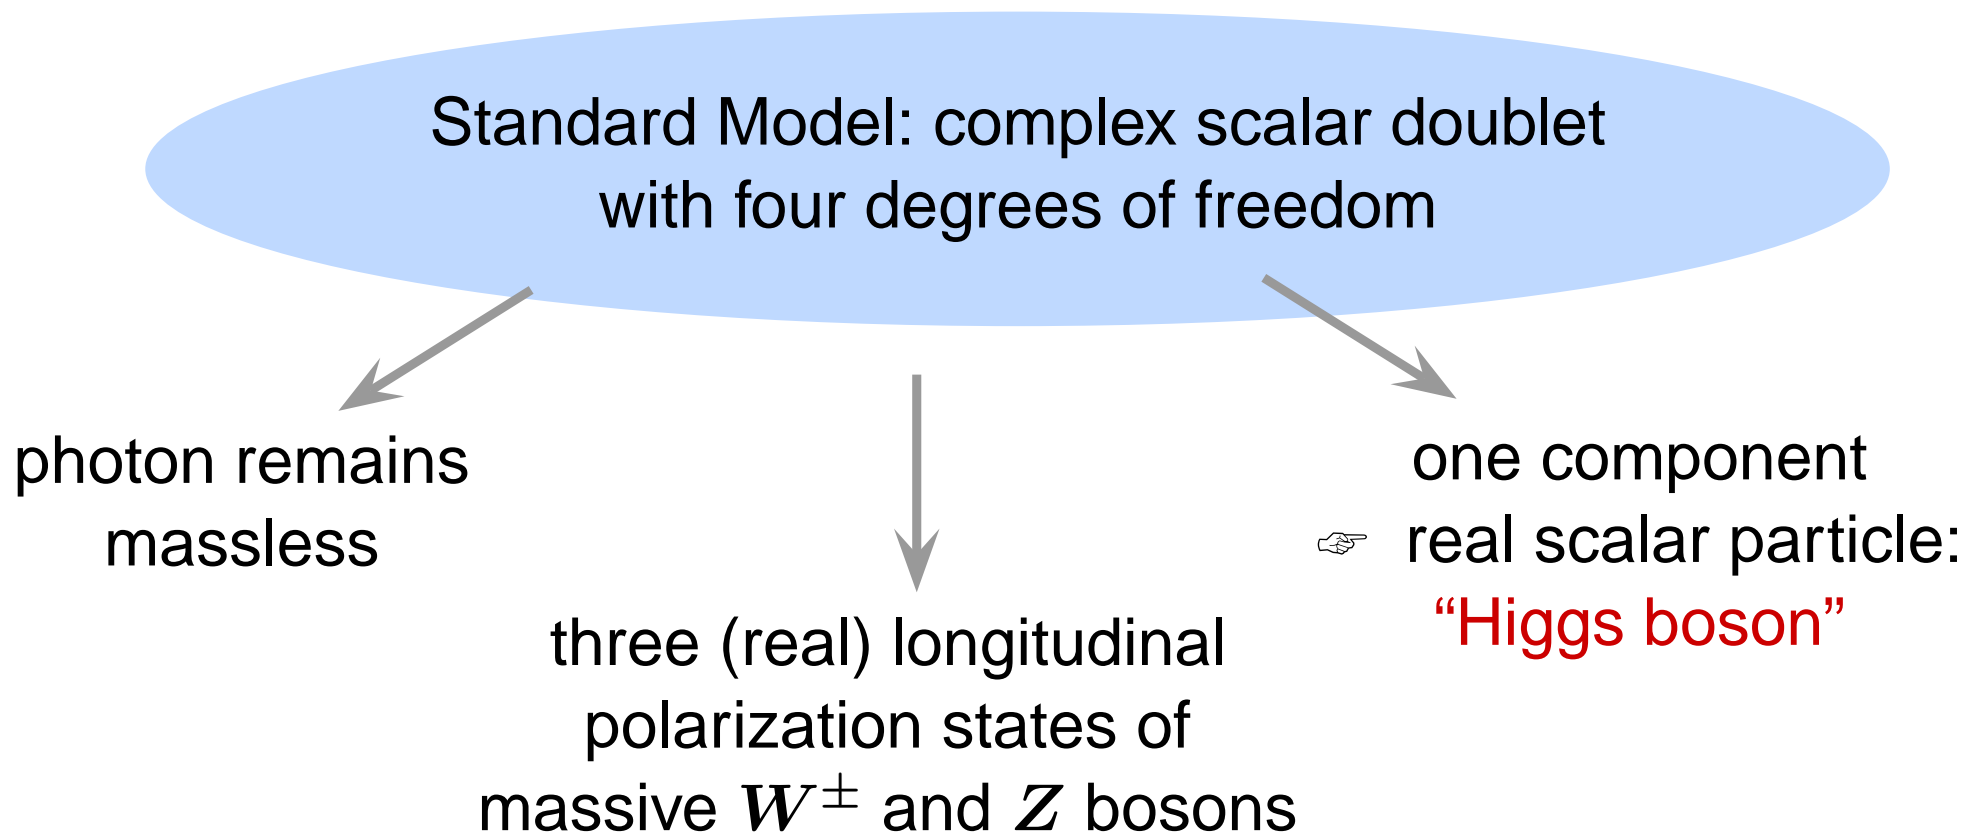 Standard Model: complex scalar doublet
with four degrees of freedom
photon remains
massless
three (real) longitudinal
polarization states of
massive W± and Z bosons
one component
☞ real scalar particle:
“Higgs boson”